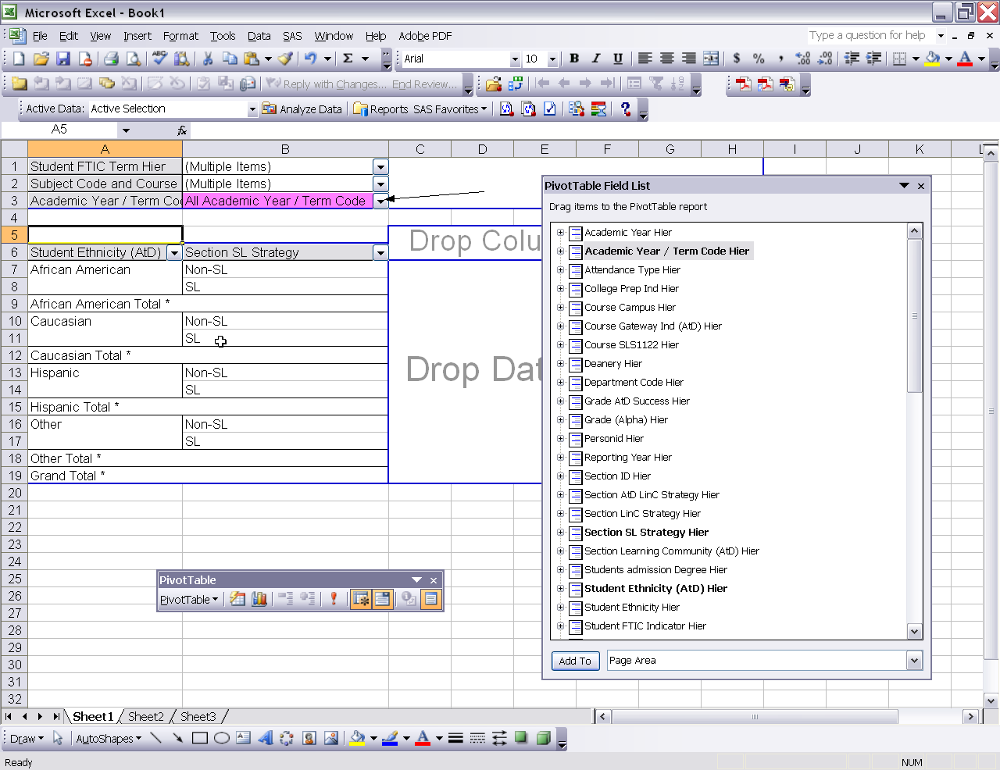 Microsoft Excel - Book1
File Edit View Insert Format Tools Data SAS Window Help Adobe PDF Type a question for help
Arial 10 B I U $ % ,
Reply with Changes... End Review...
Active Data: Active Selection Analyze Data Reports SAS Favorites
A5 fx
A B C D E F G H I J K L
1 Student FTIC Term Hier (Multiple Items)
2 Subject Code and Course (Multiple Items)
3 Academic Year / Term Co All Academic Year / Term Code
4
5 Drop Colu
6 Student Ethnicity (AtD) Section SL Strategy
7 African American Non-SL
8 SL
9 African American Total *
10 Caucasian Non-SL
11 SL
12 Caucasian Total *
13 Hispanic Non-SL
14 SL
15 Hispanic Total *
16 Other Non-SL
17 SL
18 Other Total *
19 Grand Total *
Drop Dat
20
21
22
23
24
25
26
27
28
29
30
31
32
PivotTable Field List
Drag items to the PivotTable report
Academic Year Hier
Academic Year / Term Code Hier
Attendance Type Hier
College Prep Ind Hier
Course Campus Hier
Course Gateway Ind (AtD) Hier
Course SLS1122 Hier
Deanery Hier
Department Code Hier
Grade AtD Success Hier
Grade (Alpha) Hier
Personid Hier
Reporting Year Hier
Section ID Hier
Section AtD LinC Strategy Hier
Section LinC Strategy Hier
Section SL Strategy Hier
Section Learning Community (AtD) Hier
Students admission Degree Hier
Student Ethnicity (AtD) Hier
Student Ethnicity Hier
Student FTIC Indicator Hier
Add To Page Area
PivotTable
PivotTable
Sheet1 Sheet2 Sheet3
Draw AutoShapes
Ready NUM